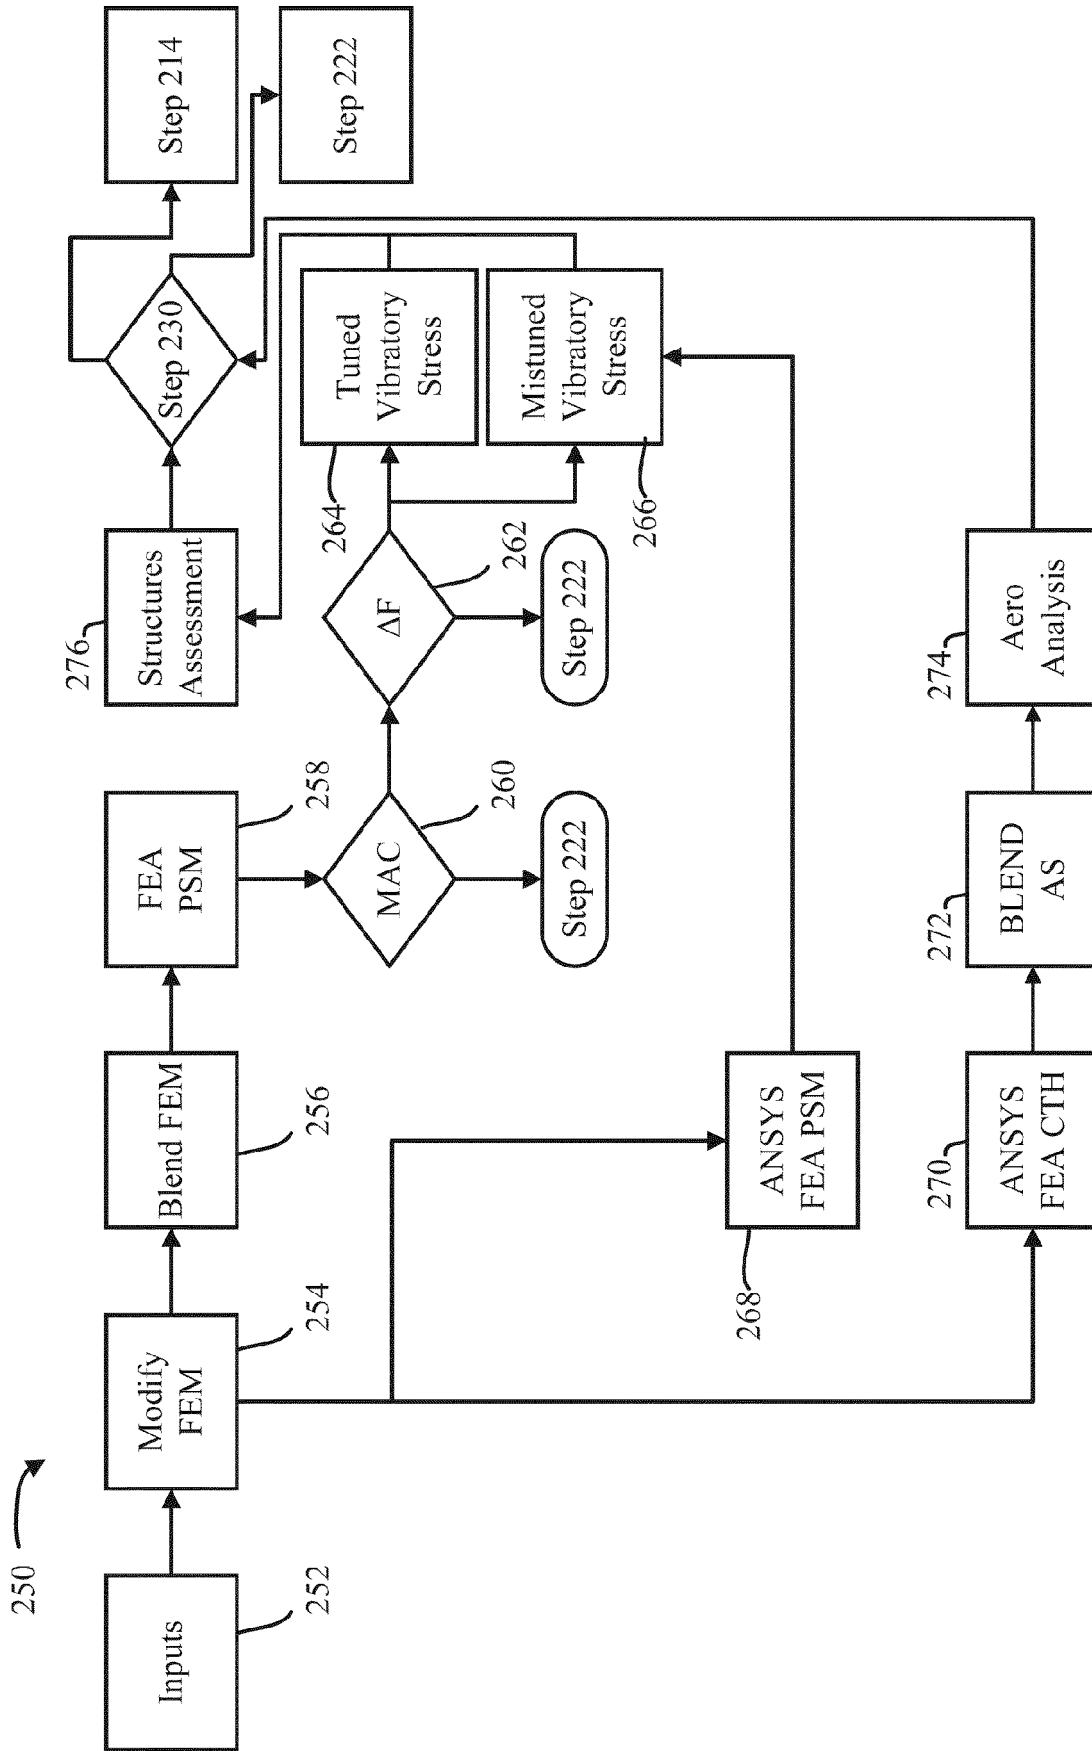 250
Inputs
252
Modify
FEM
254
Blend FEM
256
FEA
PSM
258
MAC
260
Step 222
ΔF
262
Step 222
Tuned
Vibratory
Stress
264
Mistuned
Vibratory
Stress
266
Structures
Assessment
276
Step 230
Step 214
Step 222
ANSYS
FEA PSM
268
ANSYS
FEA CTH
270
BLEND
AS
272
Aero
Analysis
274